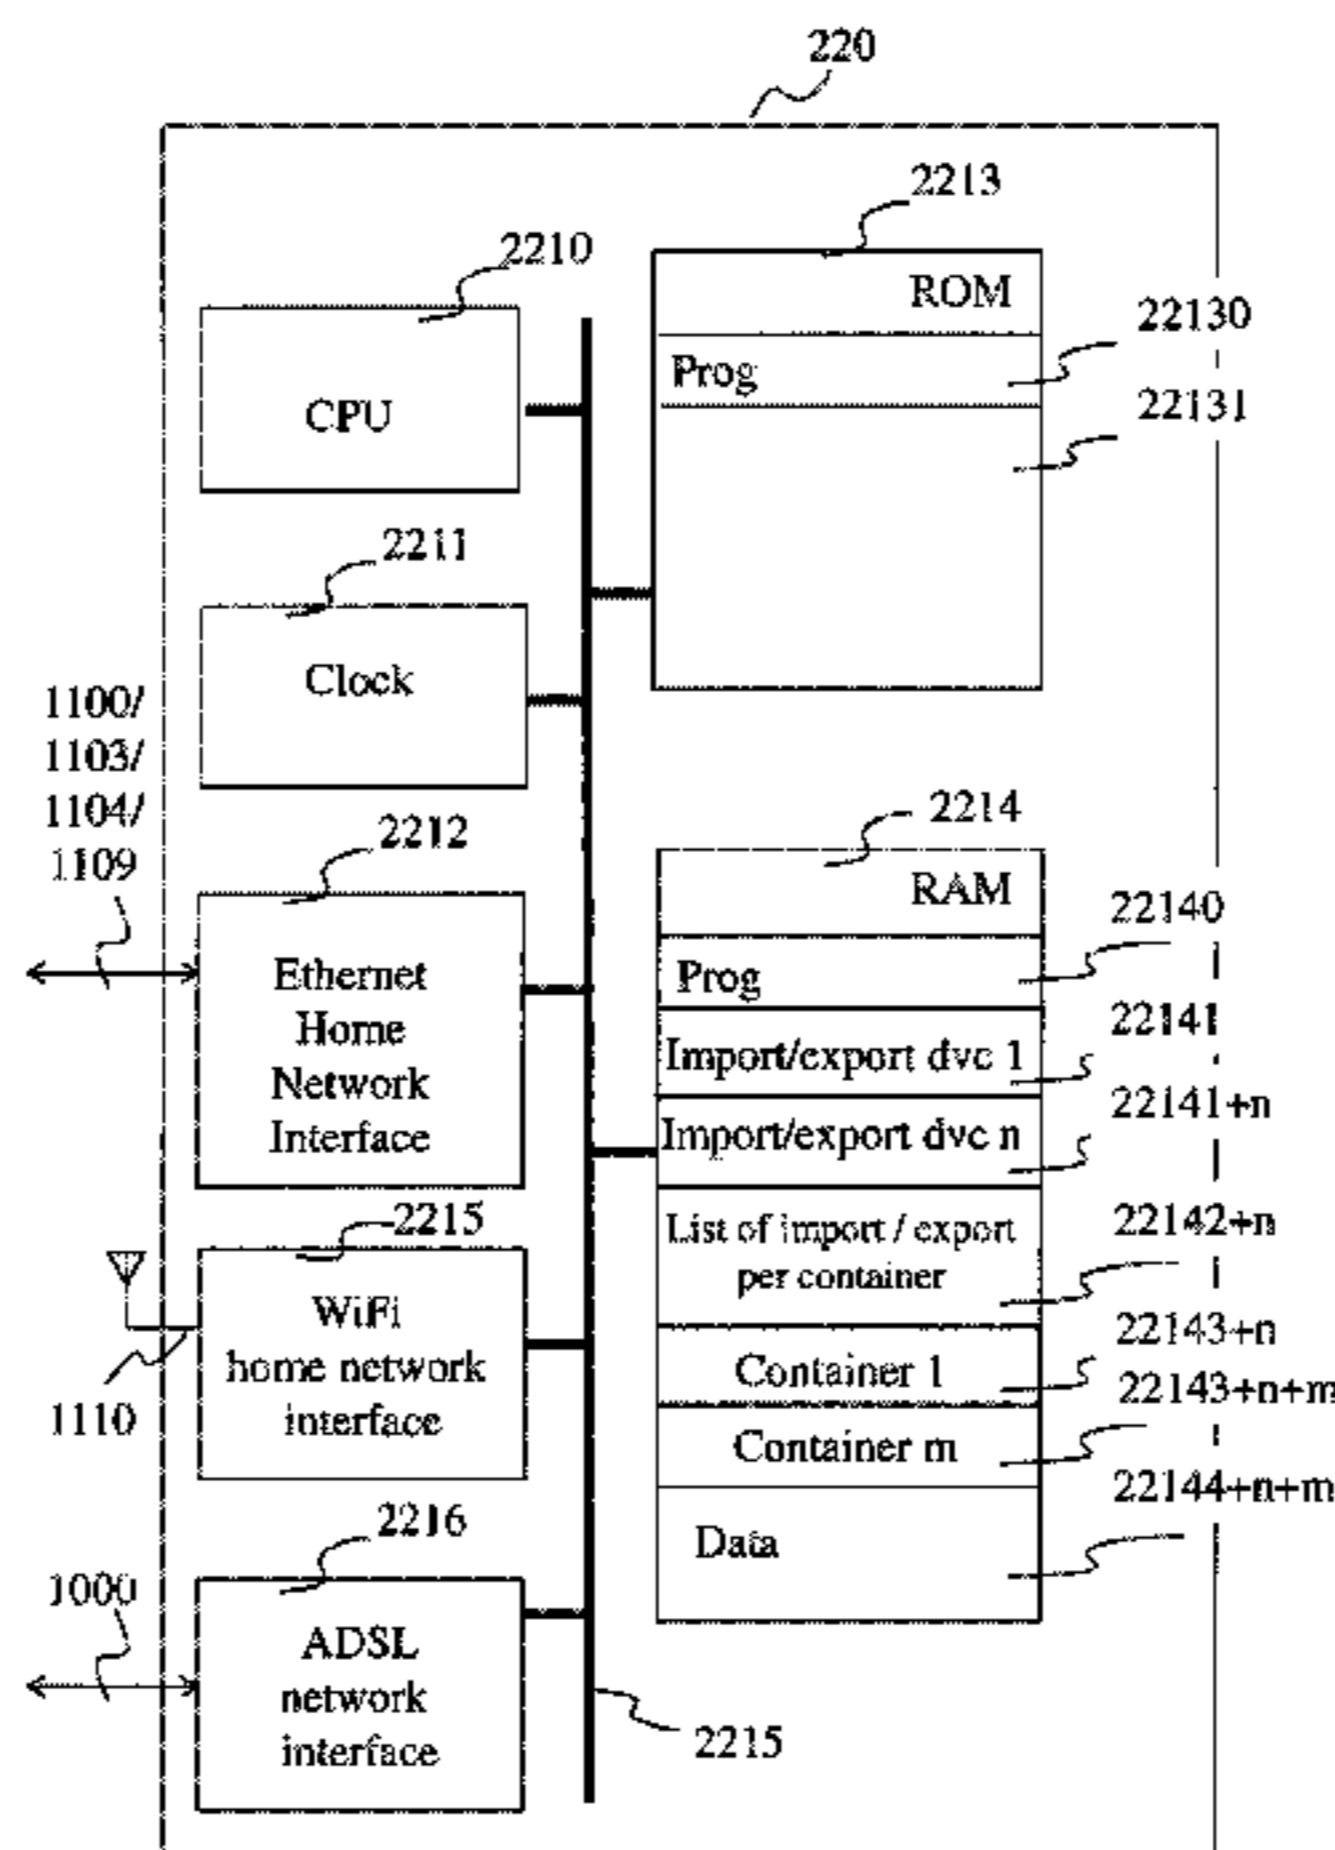 220
2213
2210
ROM
22130
Prog
22131
CPU
2211
Clock
1100/
1103/
1104/
1109
2212
2214
RAM
22140
Ethernet
Home
Network
Interface
Prog
22141
Import/export dvc 1
22141+n
Import/export dvc n
2215
List of import / export
per container
22142+n
WiFi
home network
interface
1110
22143+n
Container 1
22143+n+m
Container m
22144+n+m
Data
2216
1000
ADSL
network
interface
2215